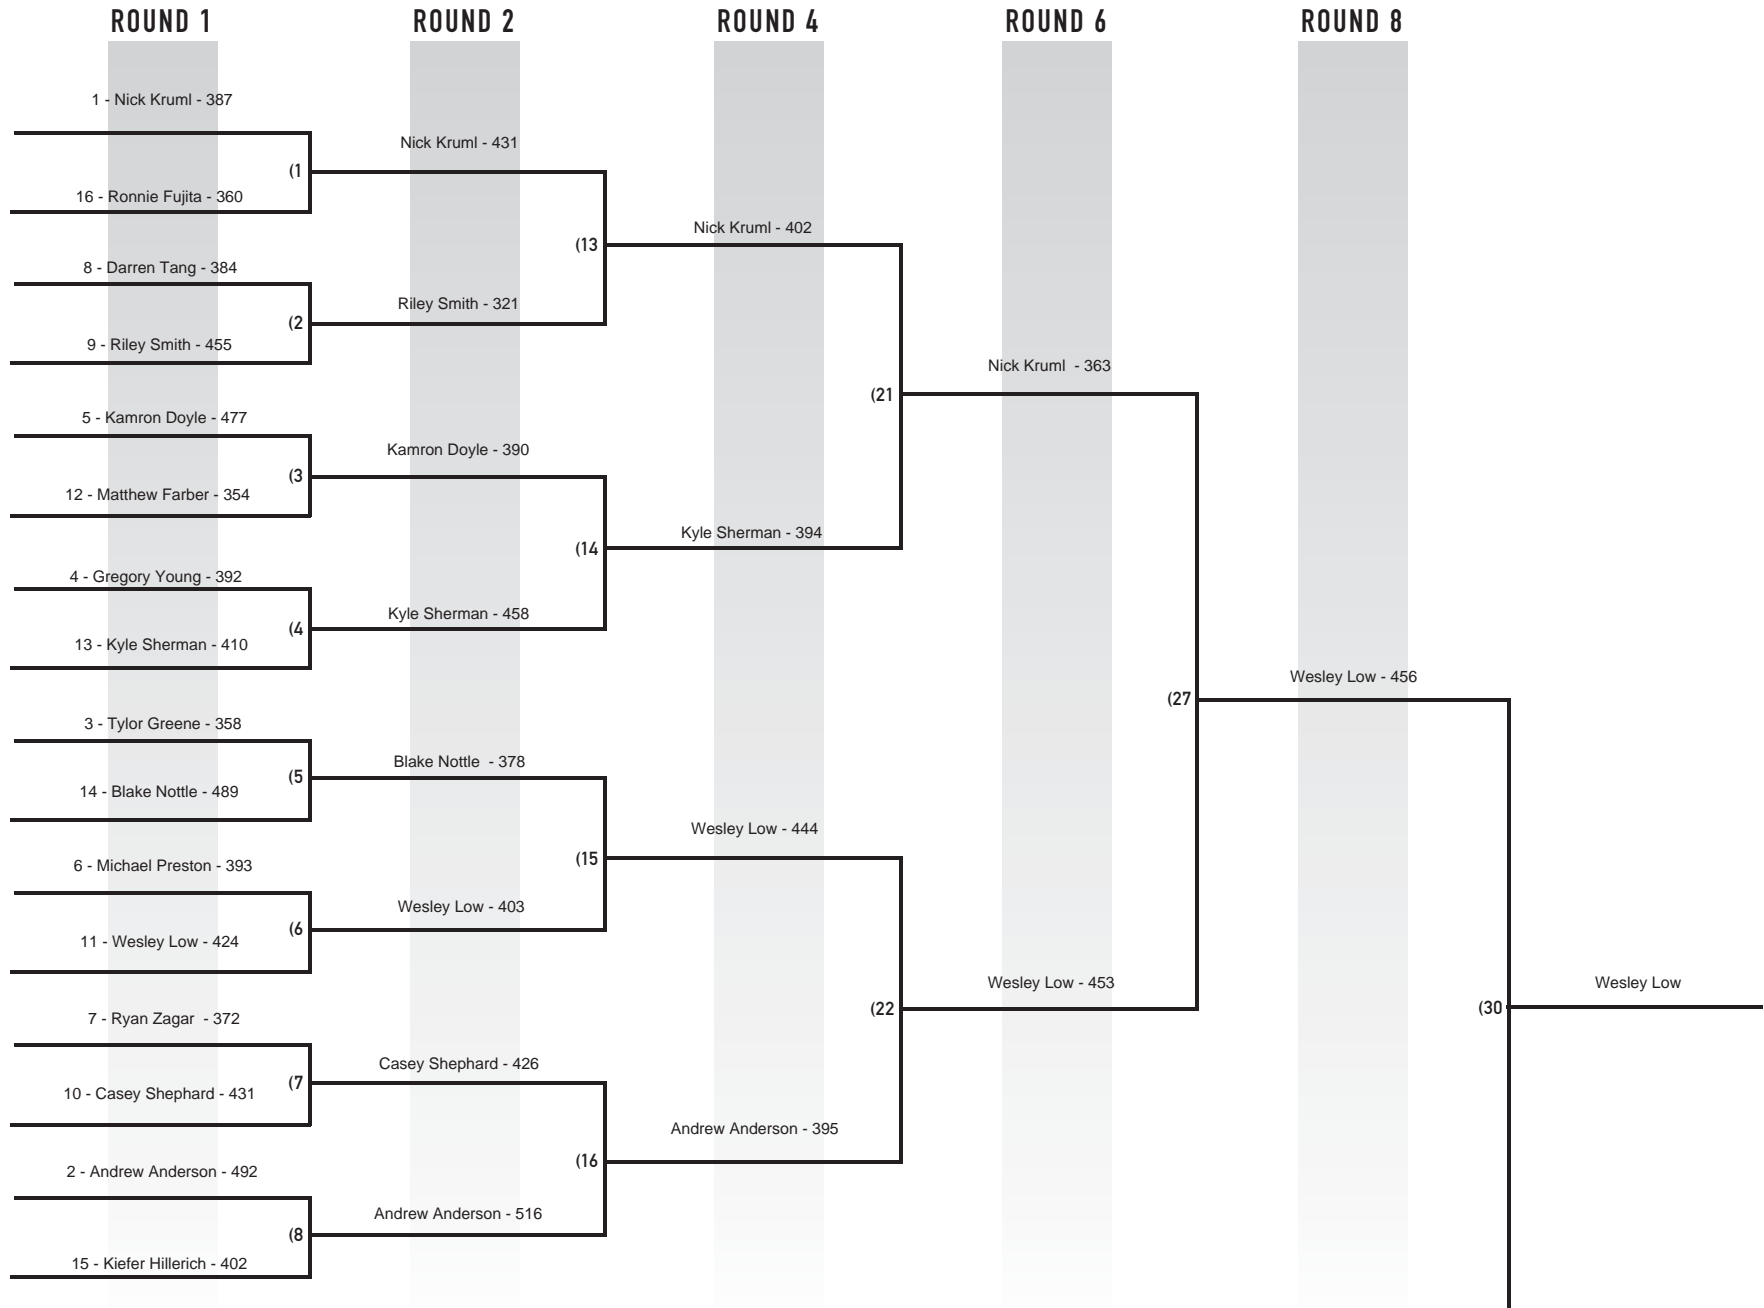 ROUND 1
ROUND 2
ROUND 4
ROUND 6
ROUND 8
1 - Nick Kruml - 387
(1
16 - Ronnie Fujita - 360
8 - Darren Tang - 384
(2
9 - Riley Smith - 455
5 - Kamron Doyle - 477
(3
12 - Matthew Farber - 354
4 - Gregory Young - 392
(4
13 - Kyle Sherman - 410
3 - Tylor Greene - 358
(5
14 - Blake Nottle - 489
6 - Michael Preston - 393
(6
11 - Wesley Low - 424
7 - Ryan Zagar  - 372
(7
10 - Casey Shephard - 431
2 - Andrew Anderson - 492
(8
15 - Kiefer Hillerich - 402
Nick Kruml - 431
(13
Riley Smith - 321
Kamron Doyle - 390
(14
Kyle Sherman - 458
Blake Nottle  - 378
(15
Wesley Low - 403
Casey Shephard - 426
(16
Andrew Anderson - 516
Nick Kruml - 402
(21
Kyle Sherman - 394
Wesley Low - 444
(22
Andrew Anderson - 395
Nick Kruml  - 363
(27
Wesley Low - 453
Wesley Low - 456
(30
Wesley Low